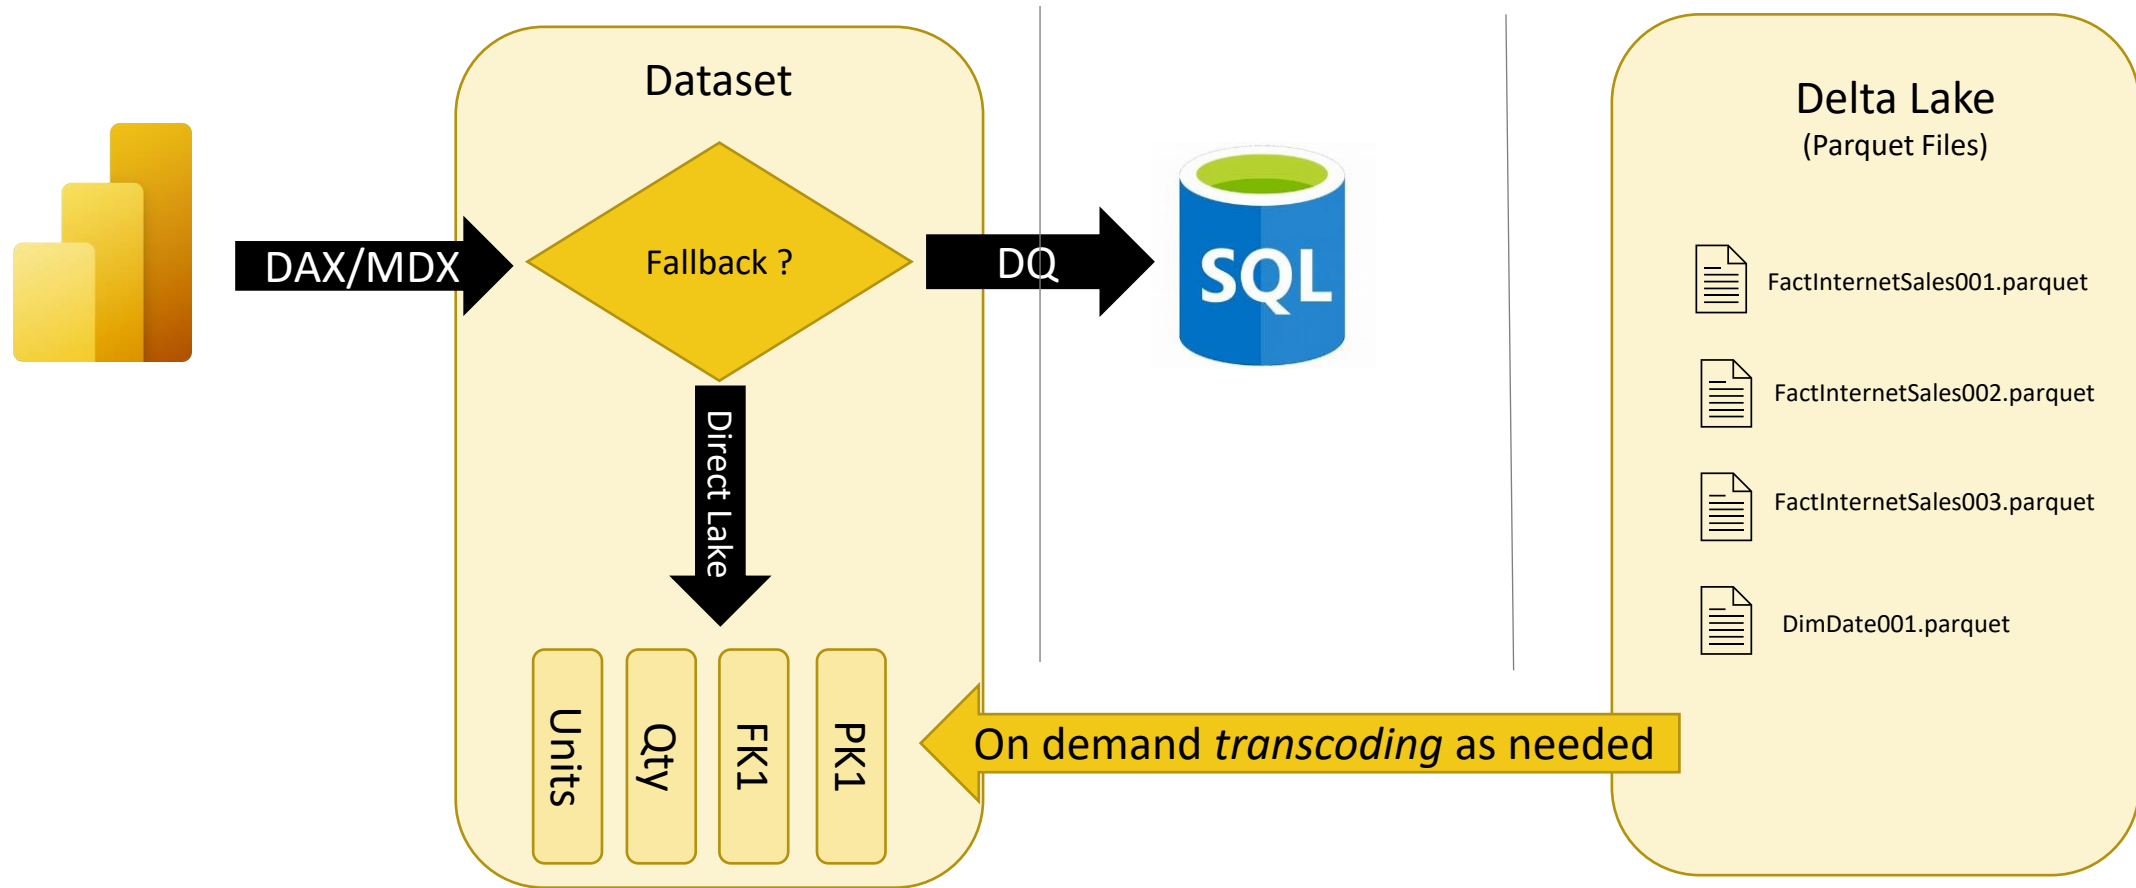 Dataset
Delta Lake
(Parquet Files)
DAX/MDX
Fallback ?
DQ
SQL
FactInternetSales001.parquet
FactInternetSales002.parquet
FactInternetSales003.parquet
DimDate001.parquet
Direct Lake
Units
Qty
FK1
PK1
On demand transcoding as needed